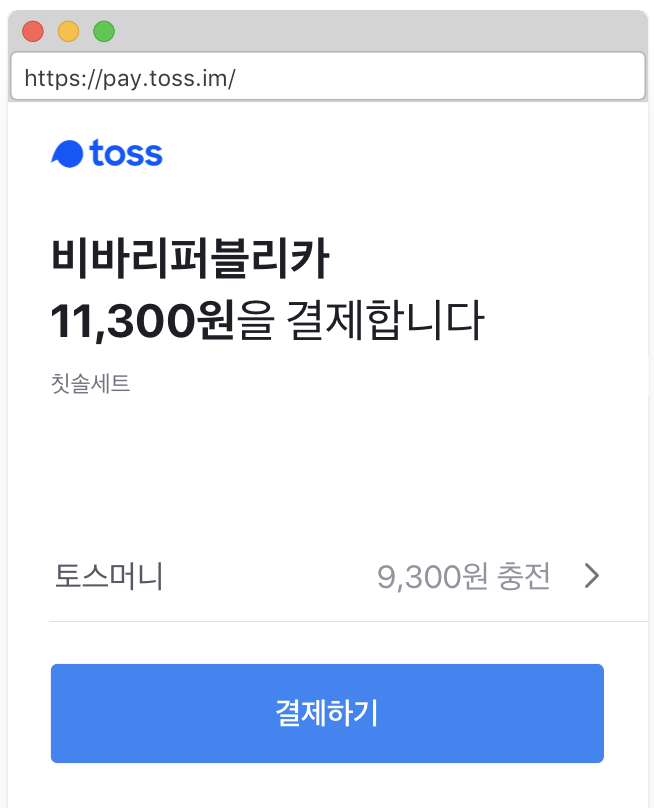 https://pay.toss.im/
toss
비바리퍼블리카
11,300원을 결제합니다
칫솔세트
토스머니 9,300원 충전
결제하기